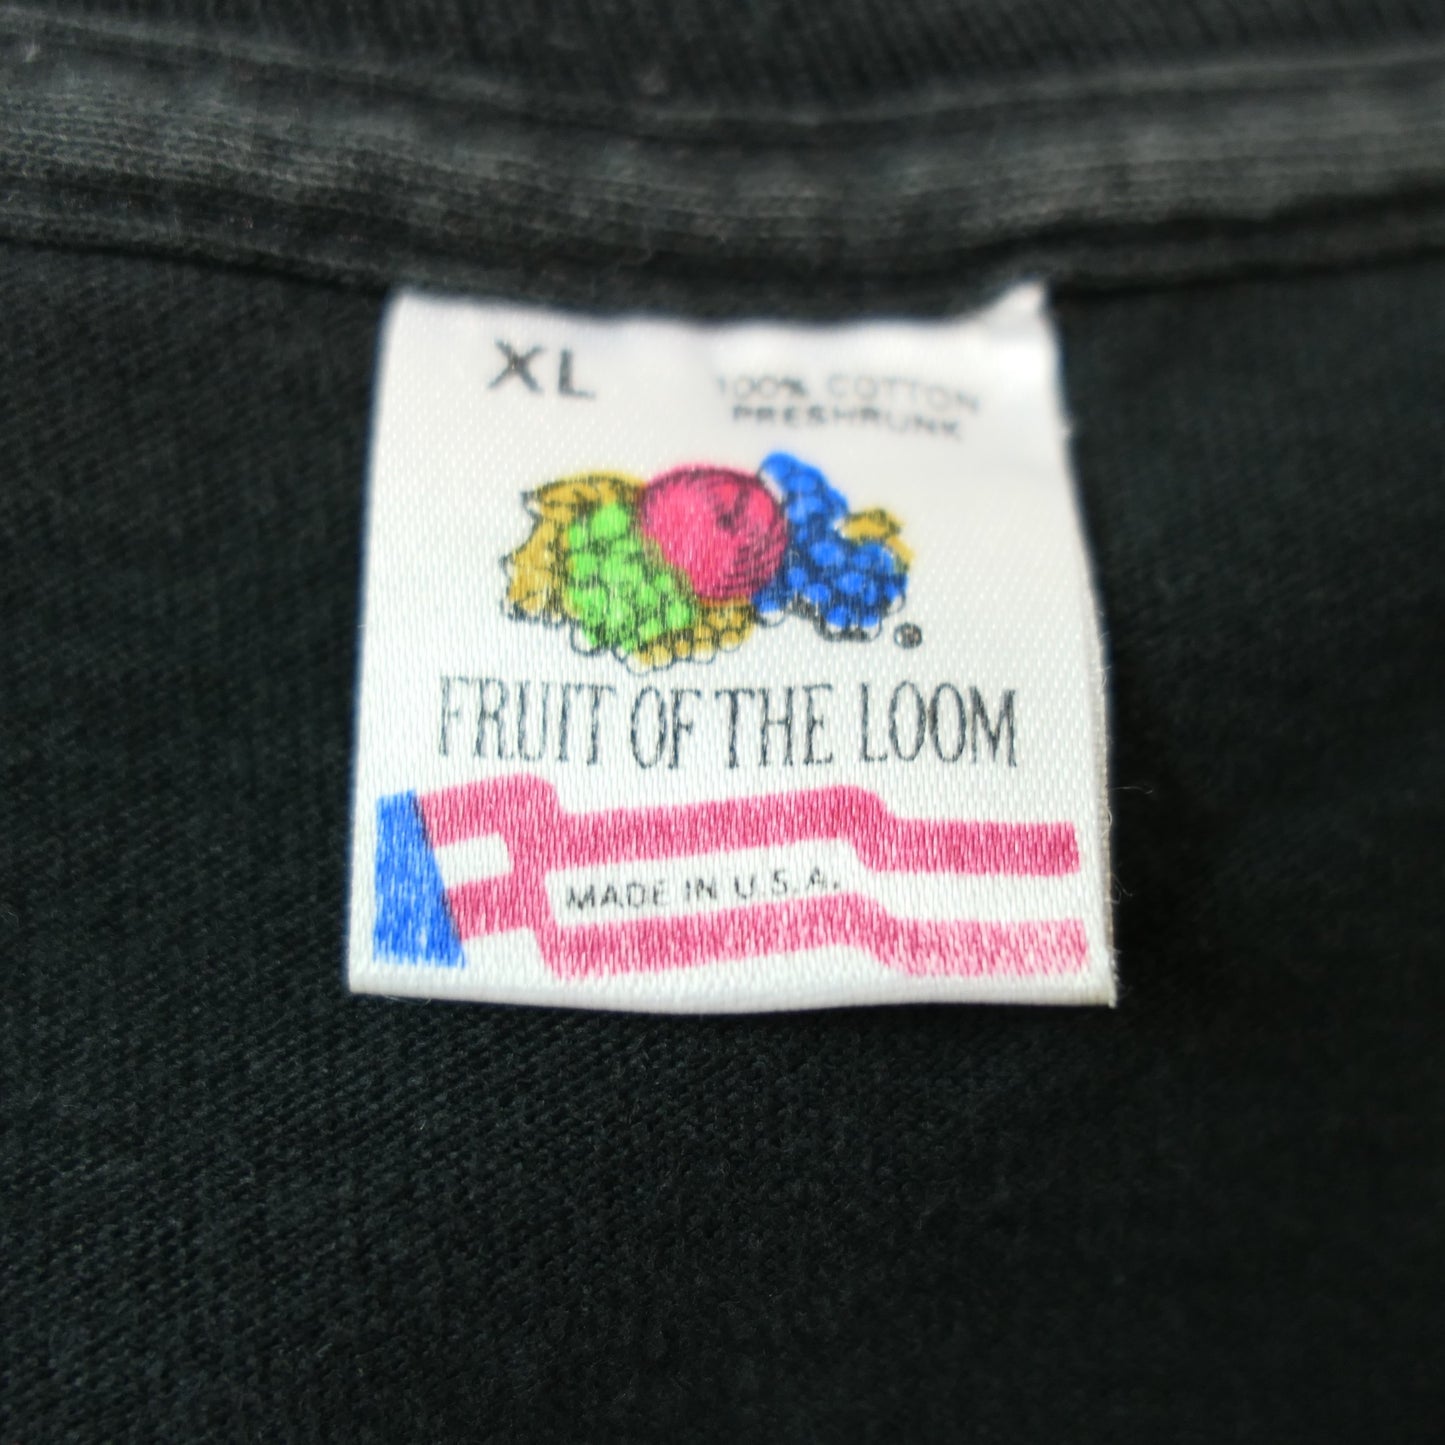 XL
100% COTTON
PRESHRUNK
®
FRUIT OF THE LOOM
MADE IN U.S.A.